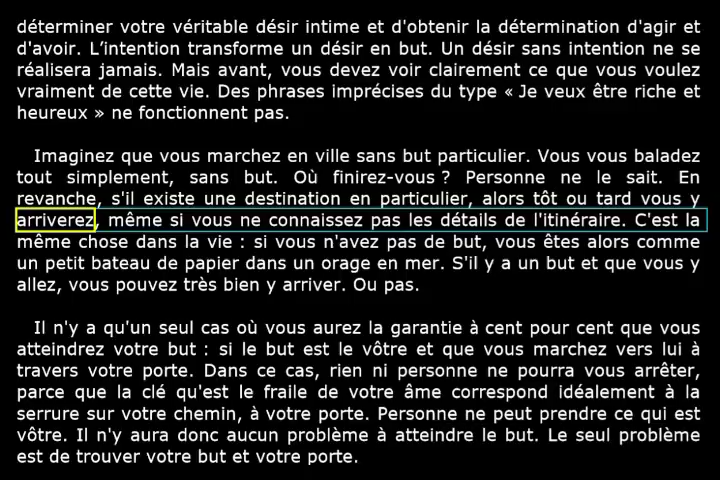 déterminer votre véritable désir intime et d'obtenir la détermination d'agir et
d'avoir. L’intention transforme un désir en but. Un désir sans intention ne se
réalisera jamais. Mais avant, vous devez voir clairement ce que vous voulez
vraiment de cette vie. Des phrases imprécises du type « Je veux être riche et
heureux » ne fonctionnent pas.
Imaginez que vous marchez en ville sans but particulier. Vous vous baladez
tout simplement, sans but. Où finirez-vous ? Personne ne le sait. En
revanche, s'il existe une destination en particulier, alors tôt ou tard vous y
arriverez, même si vous ne connaissez pas les détails de l'itinéraire. C'est la
même chose dans la vie : si vous n'avez pas de but, vous êtes alors comme
un petit bateau de papier dans un orage en mer. S'il y a un but et que vous y
allez, vous pouvez très bien y arriver. Ou pas.
Il n'y a qu'un seul cas où vous aurez la garantie à cent pour cent que vous
atteindrez votre but : si le but est le vôtre et que vous marchez vers lui à
travers votre porte. Dans ce cas, rien ni personne ne pourra vous arrêter,
parce que la clé qu'est le fraile de votre âme correspond idéalement à la
serrure sur votre chemin, à votre porte. Personne ne peut prendre ce qui est
vôtre. Il n'y aura donc aucun problème à atteindre le but. Le seul problème
est de trouver votre but et votre porte.